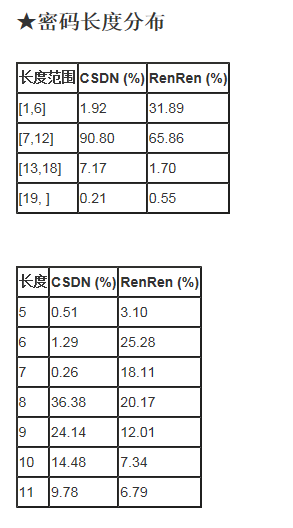 ★密码长度分布
长度范围 CSDN (%) RenRen (%)
[1,6] 1.92 31.89
[7,12] 90.80 65.86
[13,18] 7.17 1.70
[19, ] 0.21 0.55
长度 CSDN (%) RenRen (%)
5 0.51 3.10
6 1.29 25.28
7 0.26 18.11
8 36.38 20.17
9 24.14 12.01
10 14.48 7.34
11 9.78 6.79